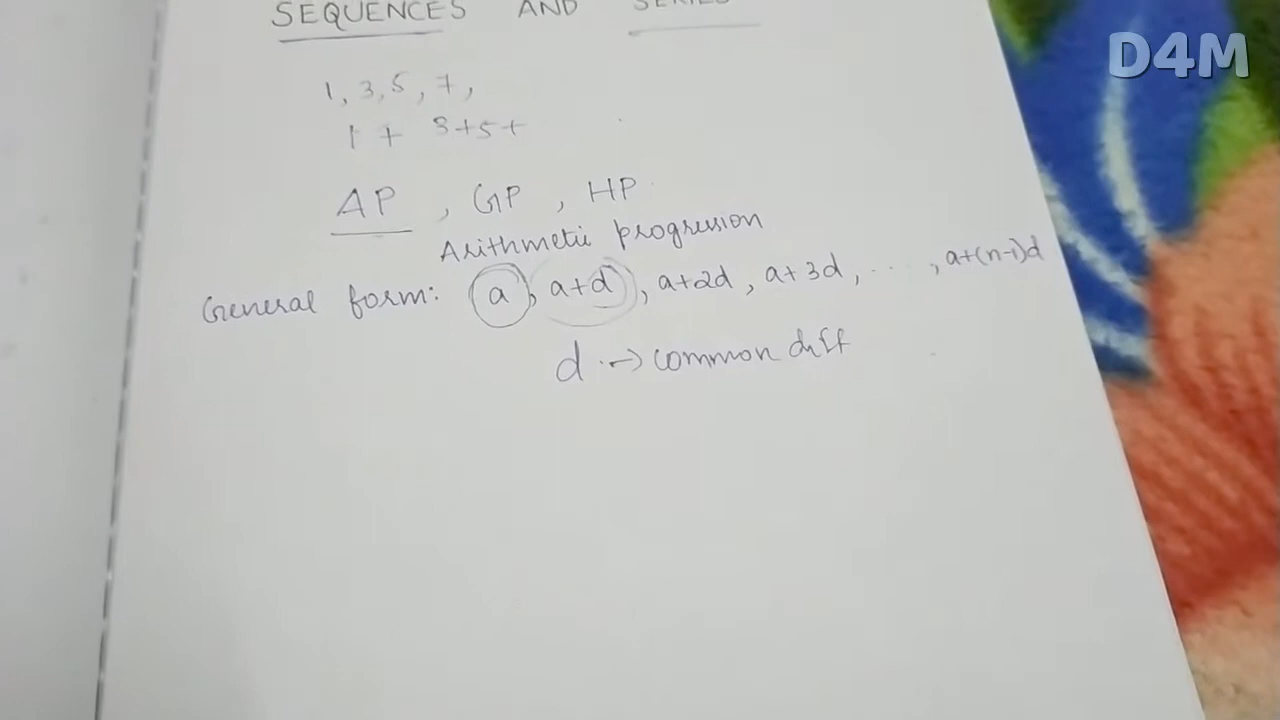 SEQUENCES AND SERIES
D4M
1, 3, 5, 7,
1 + 3+5+
AP, GP, HP
Arithmetic progression
General form: a, a+d, a+2d, a+3d, ...., a+(n-1)d
d → common diff